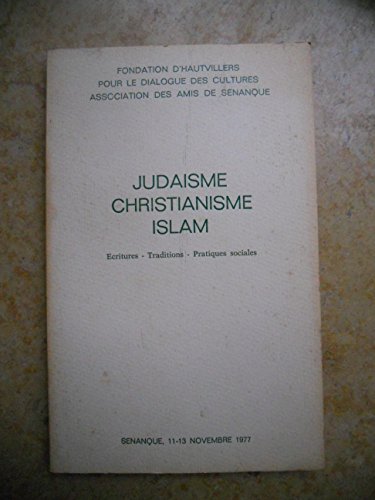 FONDATION D'HAUTVILLERS
POUR LE DIALOGUE DES CULTURES
ASSOCIATION DES AMIS DE SENANQUE
JUDAISME
CHRISTIANISME
ISLAM
Ecritures - Traditions - Pratiques sociales
SENANQUE, 11-13 NOVEMBRE 1977